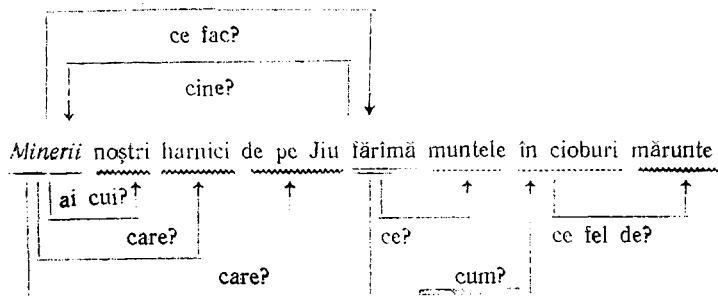 ce fac?
cine?
Minerii noștri harnici de pe Jiu fărîmă muntele în cioburi mărunte
ai cui?
care? ce? ce fel de?
care? cum?